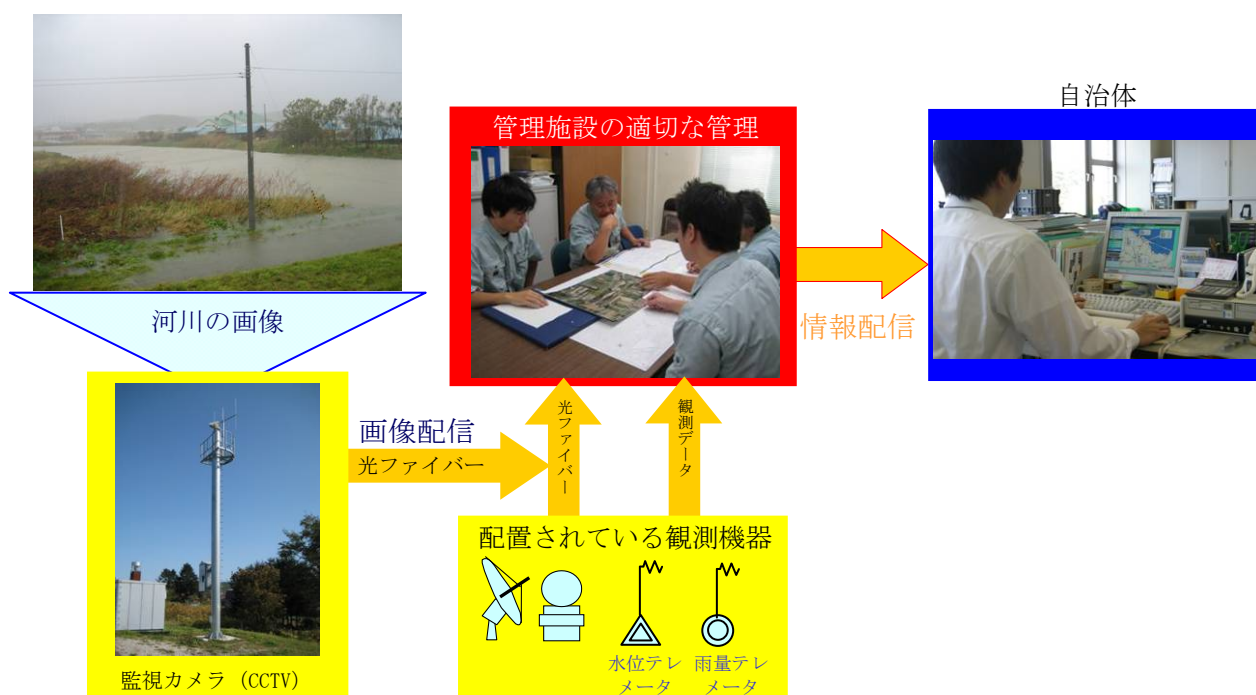 自治体
管理施設の適切な管理
河川の画像
情報配信
画像配信
光ファイバー
光ファイバー
観測データ
配置されている観測機器
水位テレ
メータ
雨量テレ
メータ
監視カメラ (CCTV)